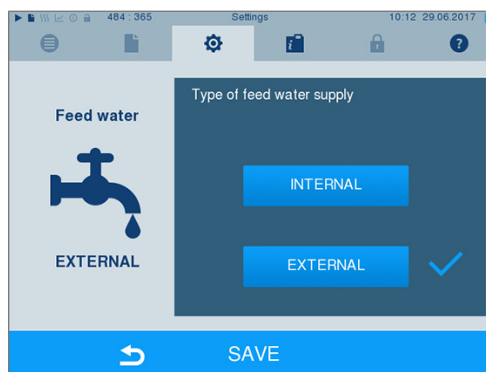 484 : 365 Settings 10:12 29.06.2017
i ?
Feed water
Type of feed water supply
INTERNAL
EXTERNAL
EXTERNAL
SAVE